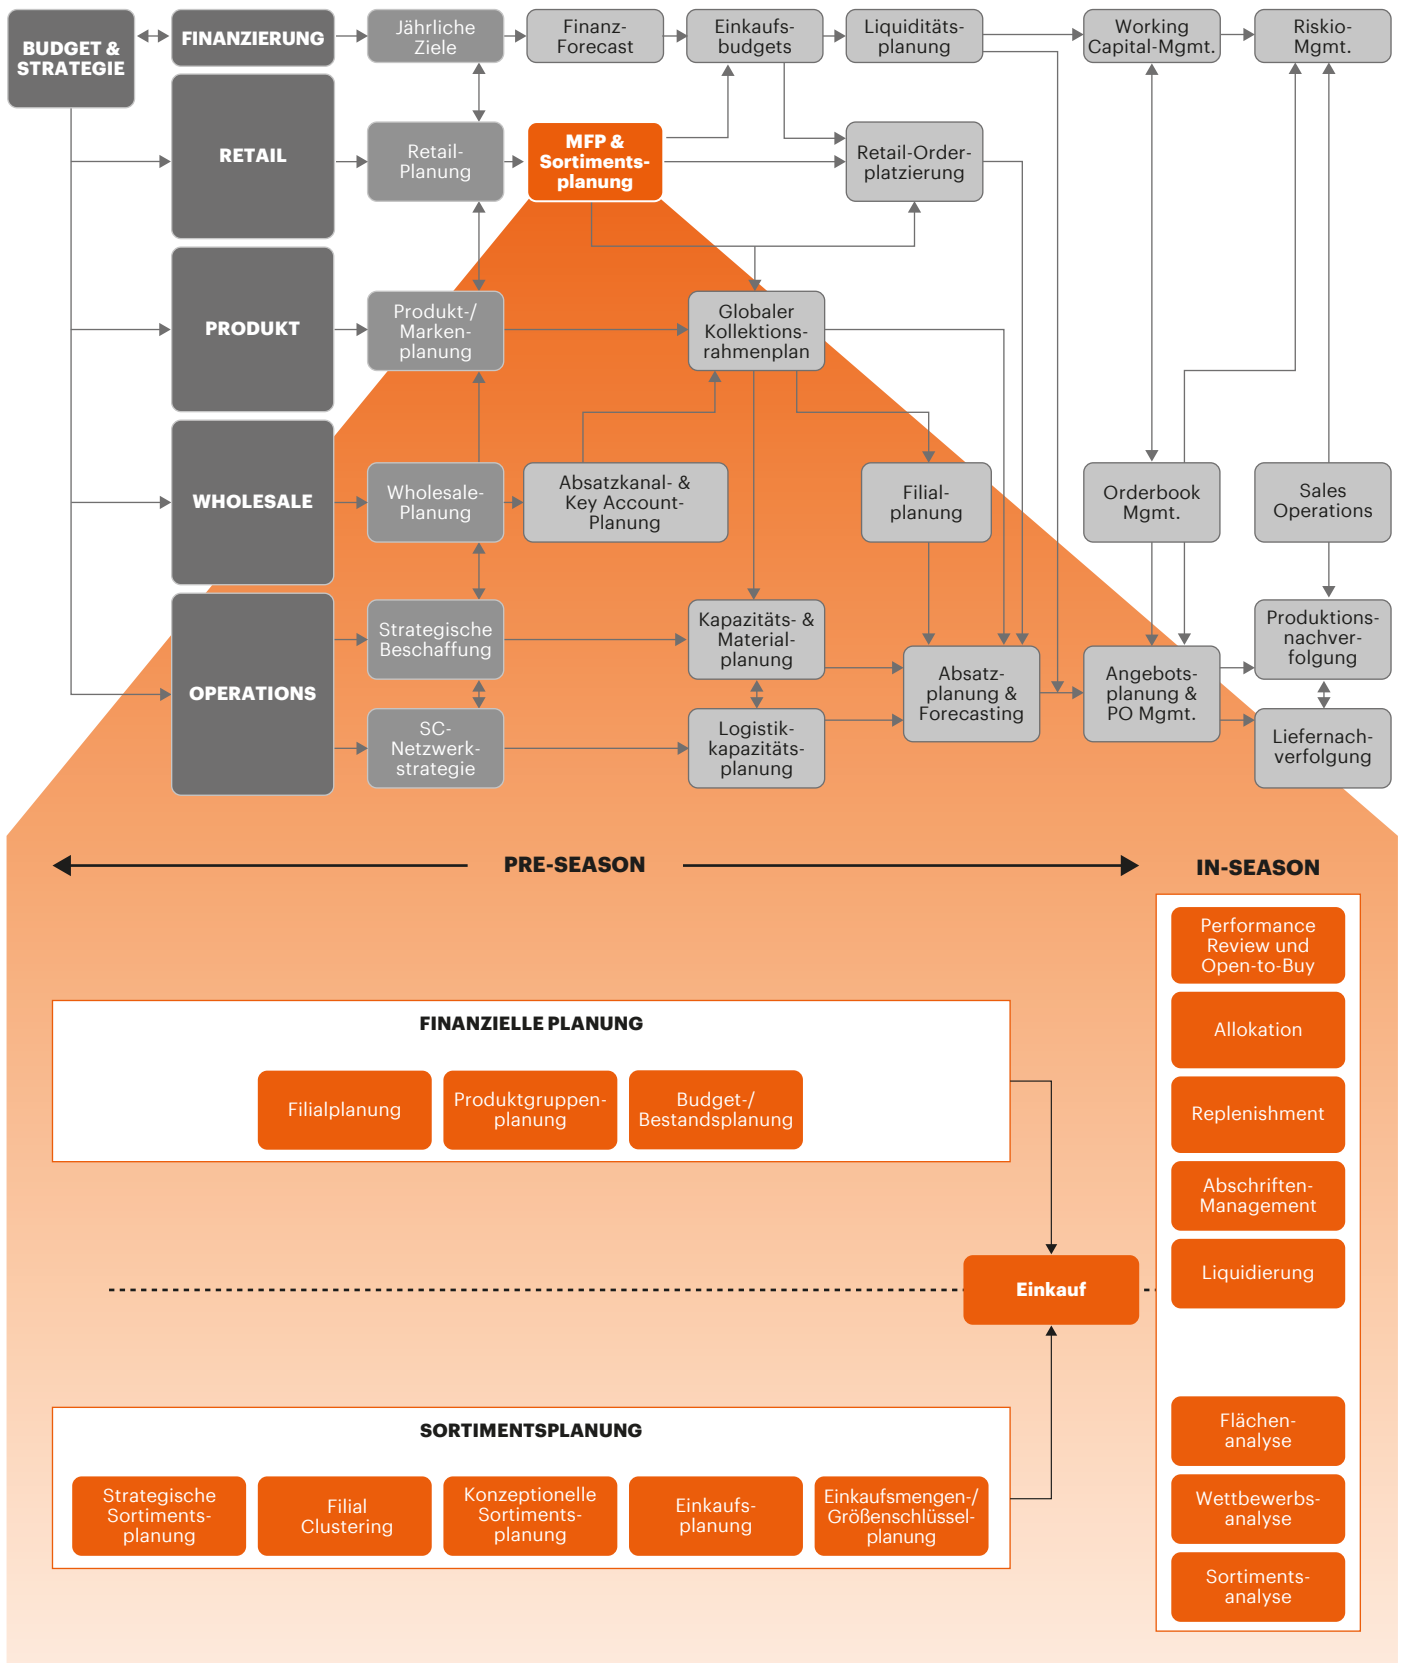 BUDGET &
STRATEGIE
FINANZIERUNG
Jährliche
Ziele
Finanz-
Forecast
Einkaufs-
budgets
Liquiditäts-
planung
Working
Capital-Mgmt.
Riskio-
Mgmt.
RETAIL
Retail-
Planung
MFP &
Sortiments-
planung
Retail-Order-
platzierung
PRODUKT
Produkt-/
Marken-
planung
Globaler
Kollektions-
rahmenplan
WHOLESALE
Wholesale-
Planung
Absatzkanal- &
Key Account-
Planung
Filial-
planung
Orderbook
Mgmt.
Sales
Operations
OPERATIONS
Strategische
Beschaffung
Kapazitäts- &
Material-
planung
Produktions-
nachver-
folgung
SC-
Netzwerk-
strategie
Logistik-
kapazitäts-
planung
Absatz-
planung &
Forecasting
Angebots-
planung &
PO Mgmt.
Liefernach-
verfolgung
PRE-SEASON
IN-SEASON
FINANZIELLE PLANUNG
Filialplanung
Produktgruppen-
planung
Budget-/
Bestandsplanung
Einkauf
SORTIMENTSPLANUNG
Strategische
Sortiments-
planung
Filial
Clustering
Konzeptionelle
Sortiments-
planung
Einkaufs-
planung
Einkaufsmengen-/
Größenschlüssel-
planung
Performance
Review und
Open-to-Buy
Allokation
Replenishment
Abschriften-
Management
Liquidierung
Flächen-
analyse
Wettbewerbs-
analyse
Sortiments-
analyse